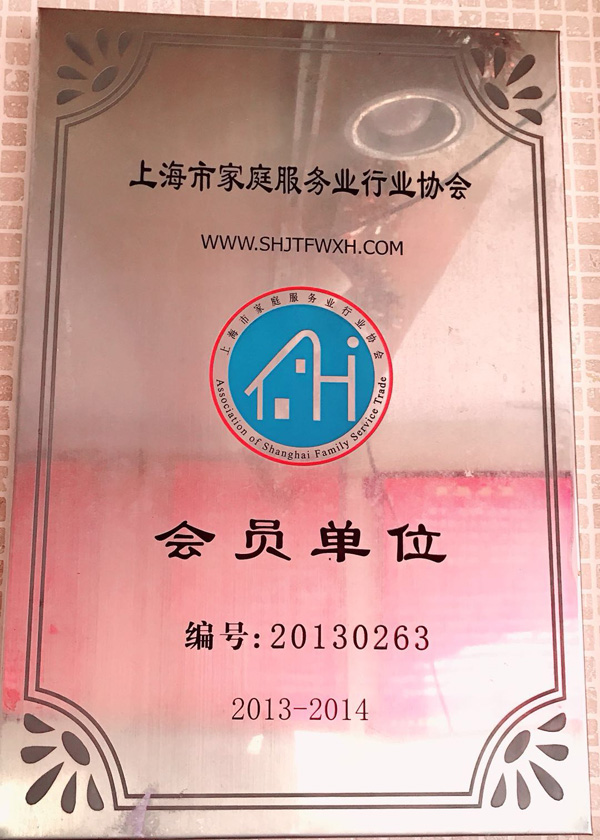 上海市家庭服务业行业协会
WWW.SHJTFWXH.COM
上海市家庭服务业行业协会
Association of Shanghai Family Service Trade
会员单位
编号:20130263
2013-2014